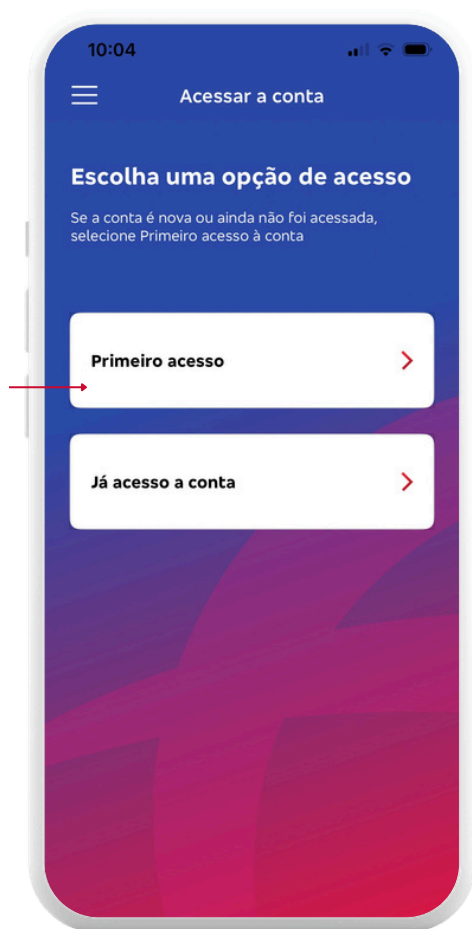 10:04
Acessar a conta
Escolha uma opção de acesso
Se a conta é nova ou ainda não foi acessada,
selecione Primeiro acesso à conta
Primeiro acesso
Já acesso a conta